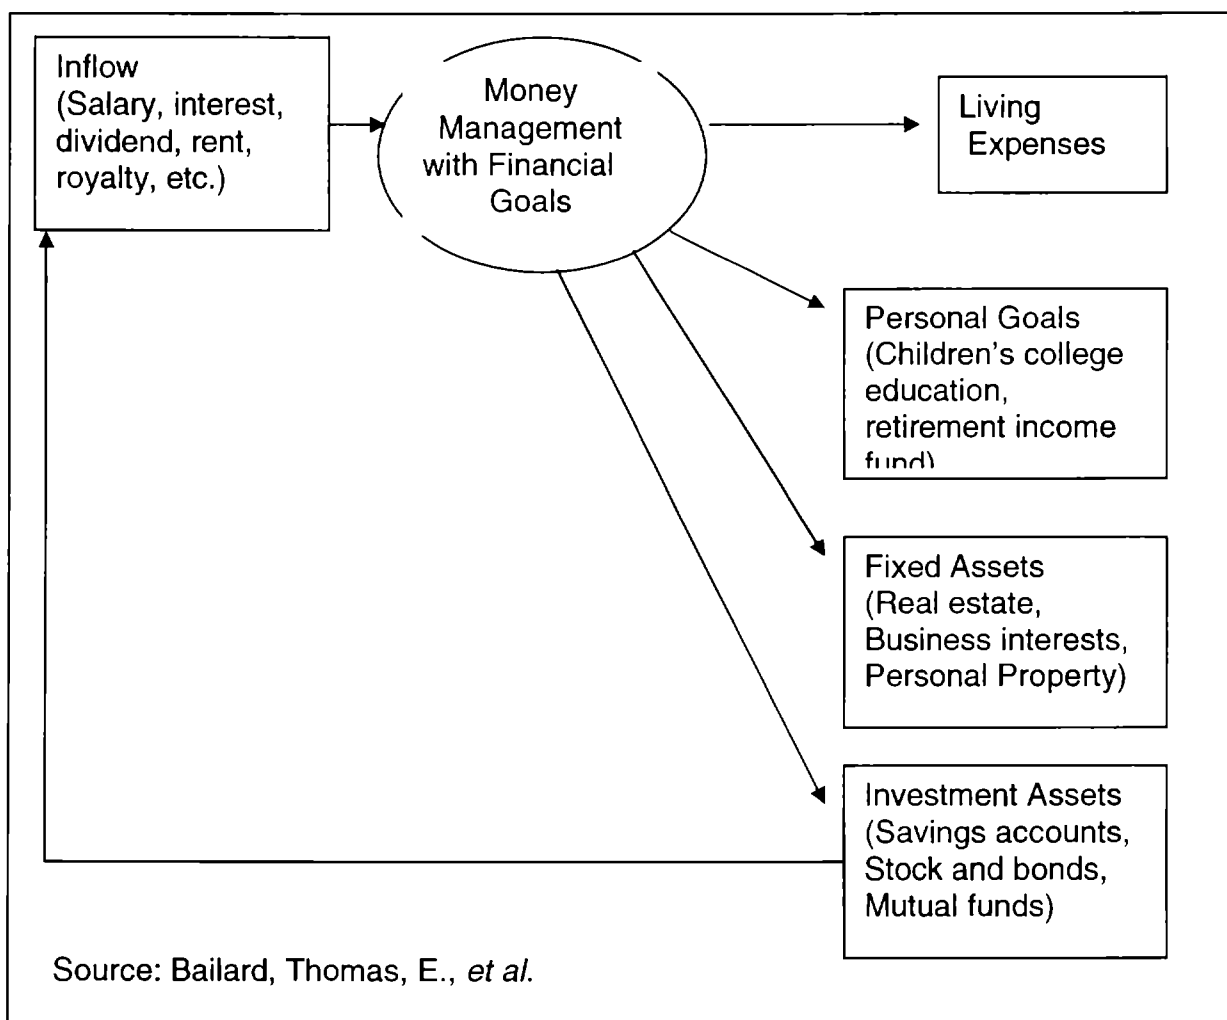 Inflow
(Salary, interest,
dividend, rent,
royalty, etc.)
Money
Management
with Financial
Goals
Living
Expenses
Personal Goals
(Children's college
education,
retirement income
fund)
Fixed Assets
(Real estate,
Business interests,
Personal Property)
Investment Assets
(Savings accounts,
Stock and bonds,
Mutual funds)
Source: Bailard, Thomas, E., et al.